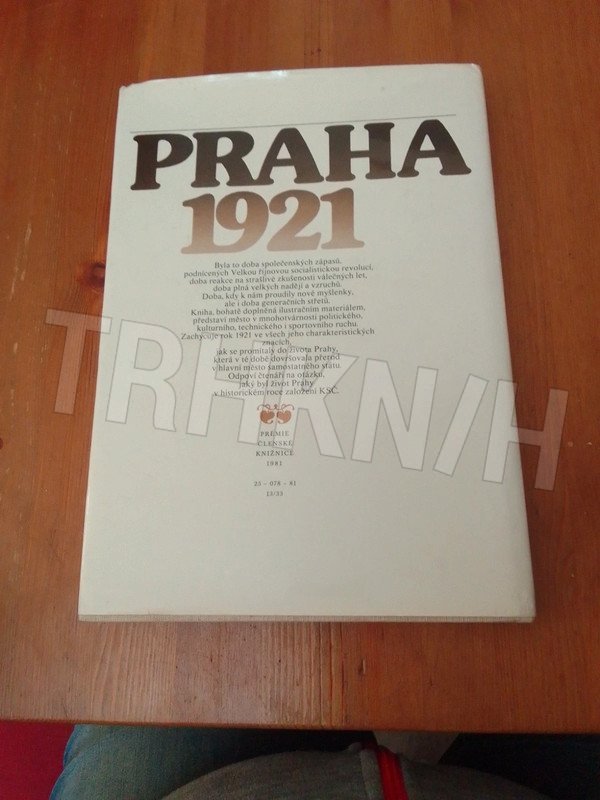 PRAHA
1921
Byla to doba společenských zápasů,
podnícených Velkou říjnovou socialistickou revolucí,
doba reakce na strašlivé zkušenosti válečných let,
doba plná velkých nadějí a vzruchů.
Doba, kdy k nám proudily nové myšlenky,
ale i doba generačních střetů.
Kniha, bohatě doplněná ilustračním materiálem,
představí město v mnohotvárnosti politického,
kulturního, technického i sportovního ruchu.
Zachycuje rok 1921 ve všech jeho charakteristických
znacích,
jak se promítaly do života Prahy,
která v té době dovršovala přerod
v hlavní město samostatného státu.
Odpoví čtenáři na otázku,
jaký byl život Prahy
v historickém roce založení KSČ.
PRÉMIE
ČLENSKÉ
KNIŽNICE
1981
25 - 078 - 81
13/33
TRH KNIH